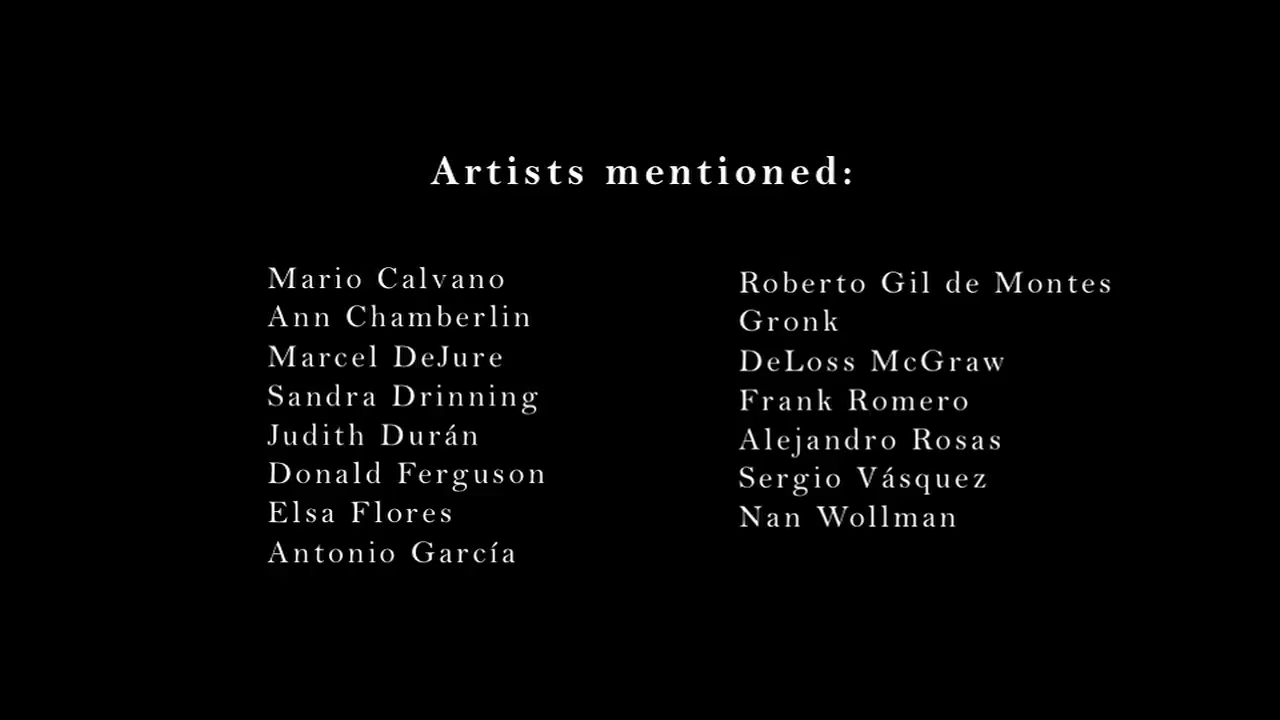 Artists mentioned:
Mario Calvano
Ann Chamberlin
Marcel DeJure
Sandra Drinning
Judith Durán
Donald Ferguson
Elsa Flores
Antonio García
Roberto Gil de Montes
Gronk
DeLoss McGraw
Frank Romero
Alejandro Rosas
Sergio Vásquez
Nan Wollman